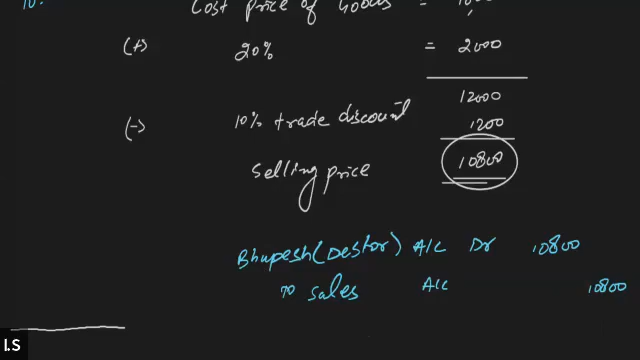 10.
Cost price of Goods =
(+) 20% = 2000
12000
(-) 10% trade discount 1200
Selling price 10800
Bhupesh (Debtor) A/C Dr 10800
To Sales A/C 10800
I.S